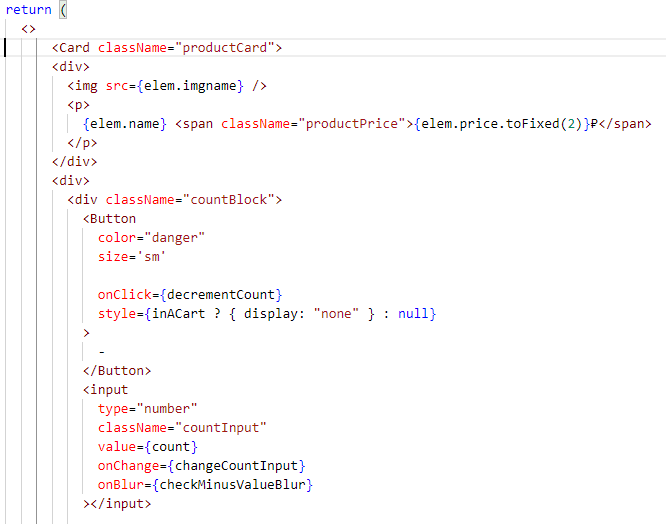 return (
<>
<Card className="productCard">
<div>
<img src={elem.imgname} />
<p>
{elem.name} <span className="productPrice">{elem.price.toFixed(2)}₽</span>
</p>
</div>
<div>
<div className="countBlock">
<Button
color="danger"
size='sm'
onClick={decrementCount}
style={inACart ? { display: "none" } : null}
>
-
</Button>
<input
type="number"
className="countInput"
value={count}
onChange={changeCountInput}
onBlur={checkMinusValueBlur}
></input>